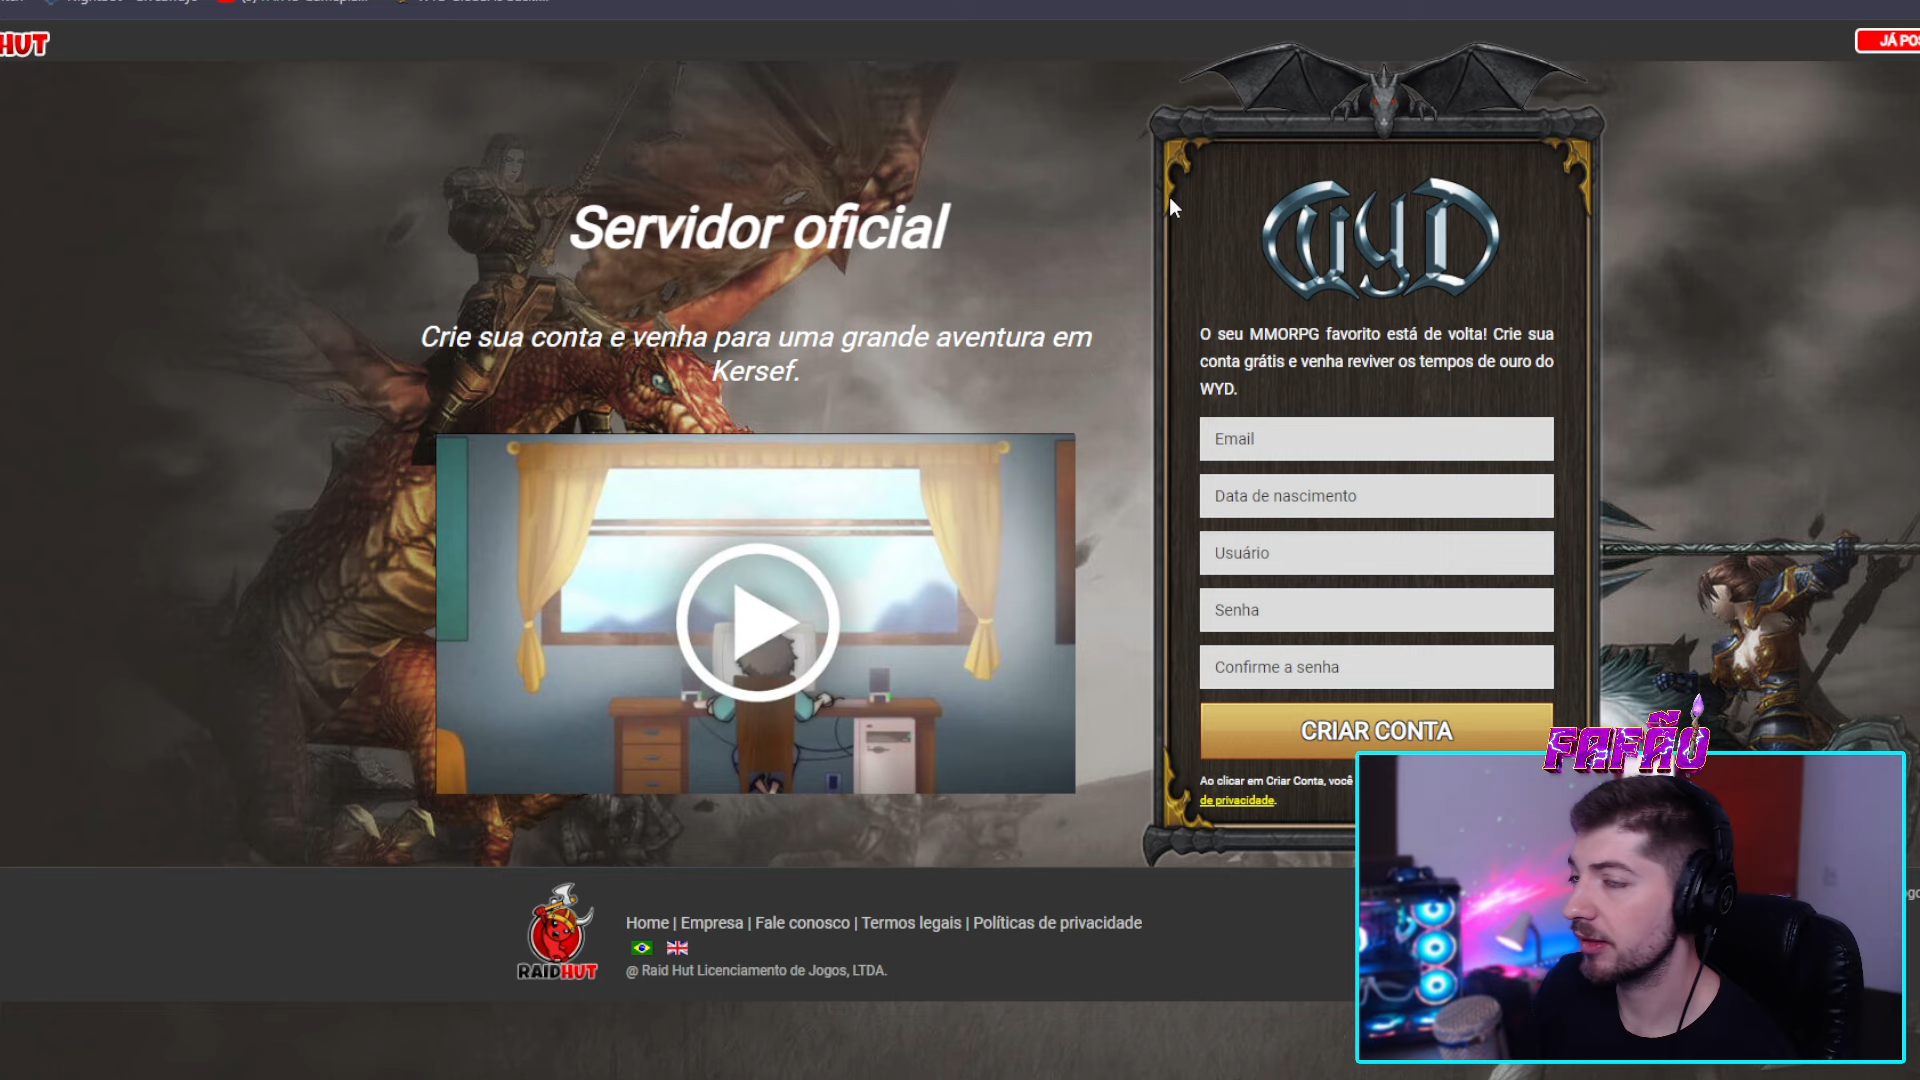 HUT
JÁ POS
Servidor oficial
Crie sua conta e venha para uma grande aventura em
Kersef.
WYD
O seu MMORPG favorito está de volta! Crie sua
conta grátis e venha reviver os tempos de ouro do
WYD.
Email
Data de nascimento
Usuário
Senha
Confirme a senha
CRIAR CONTA
Ao clicar em Criar Conta, você
de privacidade.
FAFÃO
RAIDHUT
Home | Empresa | Fale conosco | Termos legais | Políticas de privacidade
@ Raid Hut Licenciamento de Jogos, LTDA.